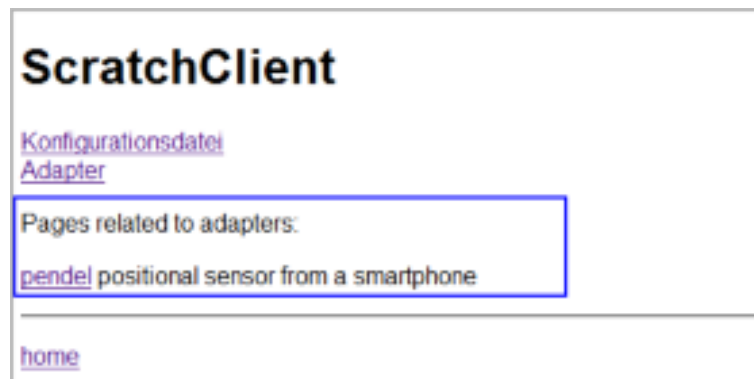 ScratchClient
Konfigurationsdatei
Adapter
Pages related to adapters:
pendel positional sensor from a smartphone
home